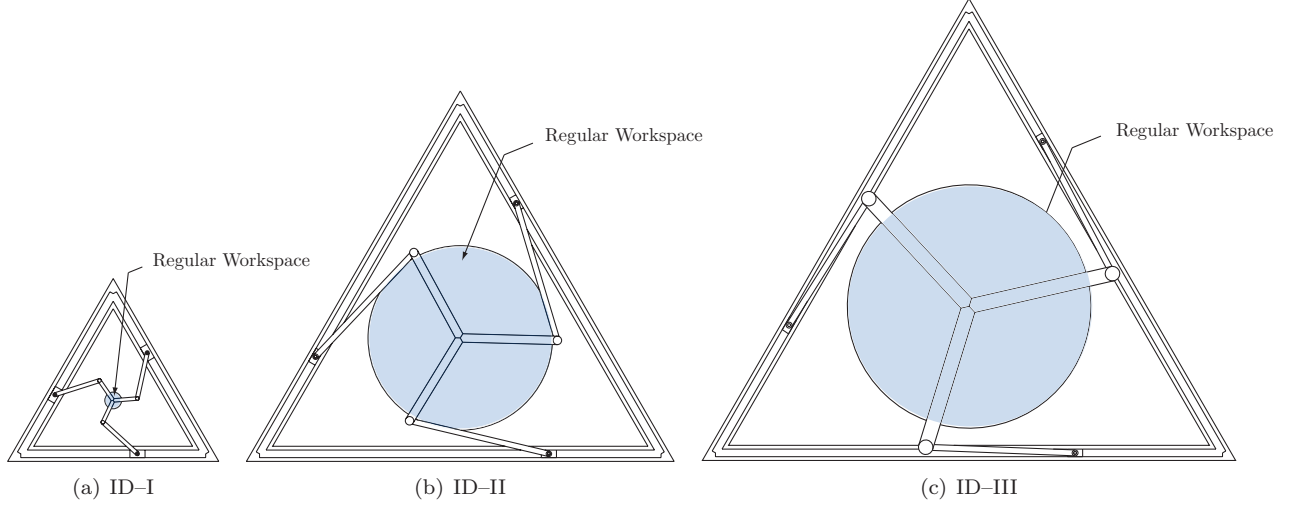 Regular Workspace
Regular Workspace
Regular Workspace
(a) ID–I
(b) ID–II
(c) ID–III